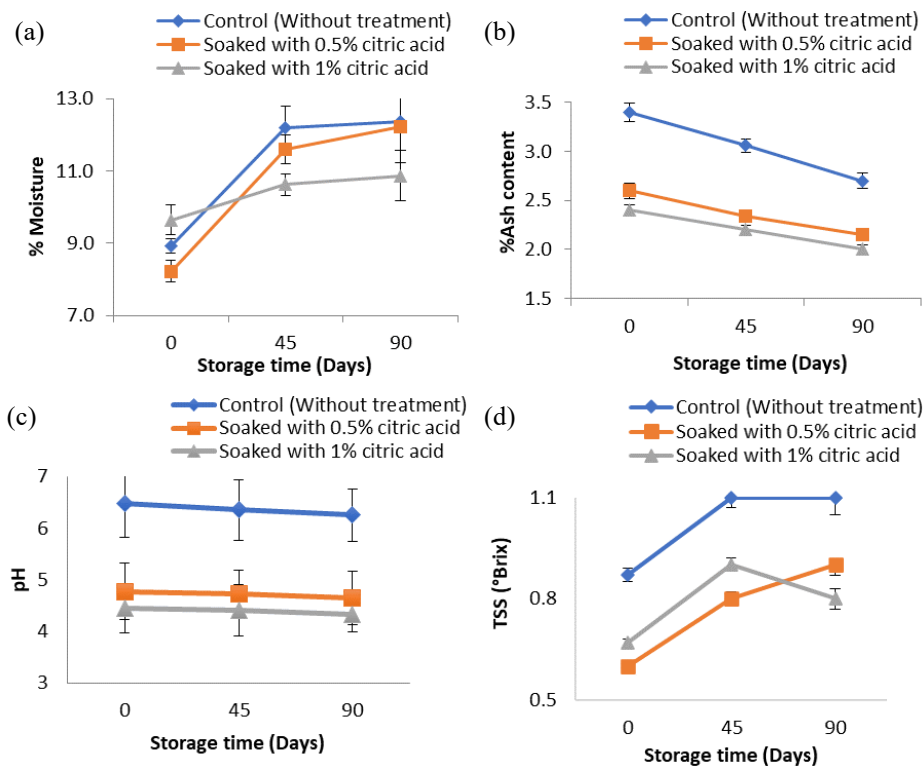 (a)
Control (Without treatment)
Soaked with 0.5% citric acid
Soaked with 1% citric acid
13.0
11.0
9.0
7.0
% Moisture
0 45 90
Storage time (Days)
(b)
Control (Without treatment)
Soaked with 0.5% citric acid
Soaked with 1% citric acid
3.5
3.0
2.5
2.0
1.5
%Ash content
0 45 90
Storage time (Days)
(c)
Control (Without treatment)
Soaked with 0.5% citric acid
Soaked with 1% citric acid
7
6
5
4
3
pH
0 45 90
Storage time (Days)
(d)
Control (Without treatment)
Soaked with 0.5% citric acid
Soaked with 1% citric acid
1.1
0.8
0.5
TSS (°Brix)
0 45 90
Storage time (Days)